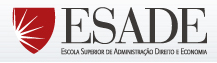 ESADE
ESCOLA SUPERIOR DE ADMINISTRAÇÃO DIREITO E ECONOMIA